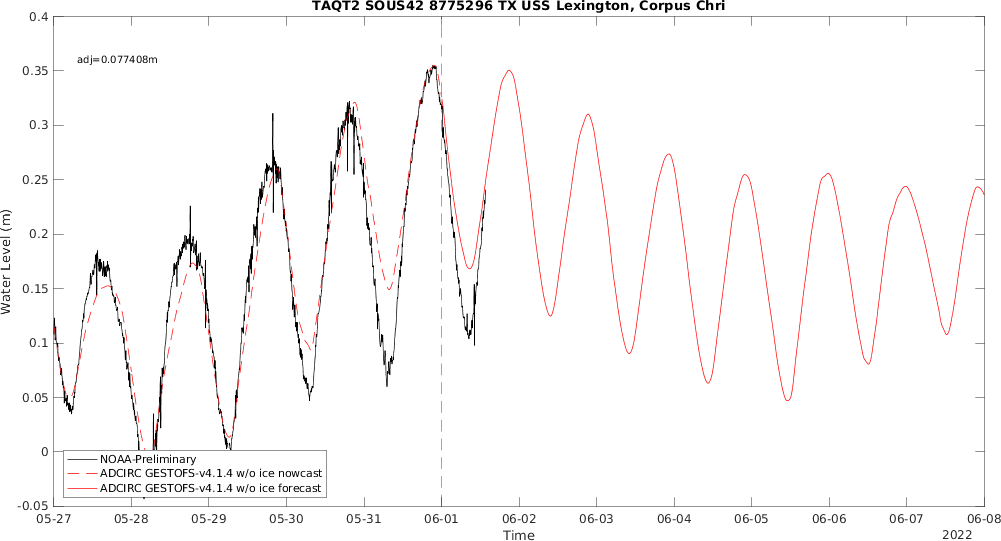 TAQT2 SOUS42 8775296 TX USS Lexington, Corpus Chri
0.4
adj=0.077408m
0.35
0.3
0.25
0.2
0.15
0.1
0.05
0
-0.05
Water Level (m)
NOAA-Preliminary
ADCIRC GESTOFS-v4.1.4 w/o ice nowcast
ADCIRC GESTOFS-v4.1.4 w/o ice forecast
05-27 05-28 05-29 05-30 05-31 06-01 06-02 06-03 06-04 06-05 06-06 06-07 06-08
Time
2022